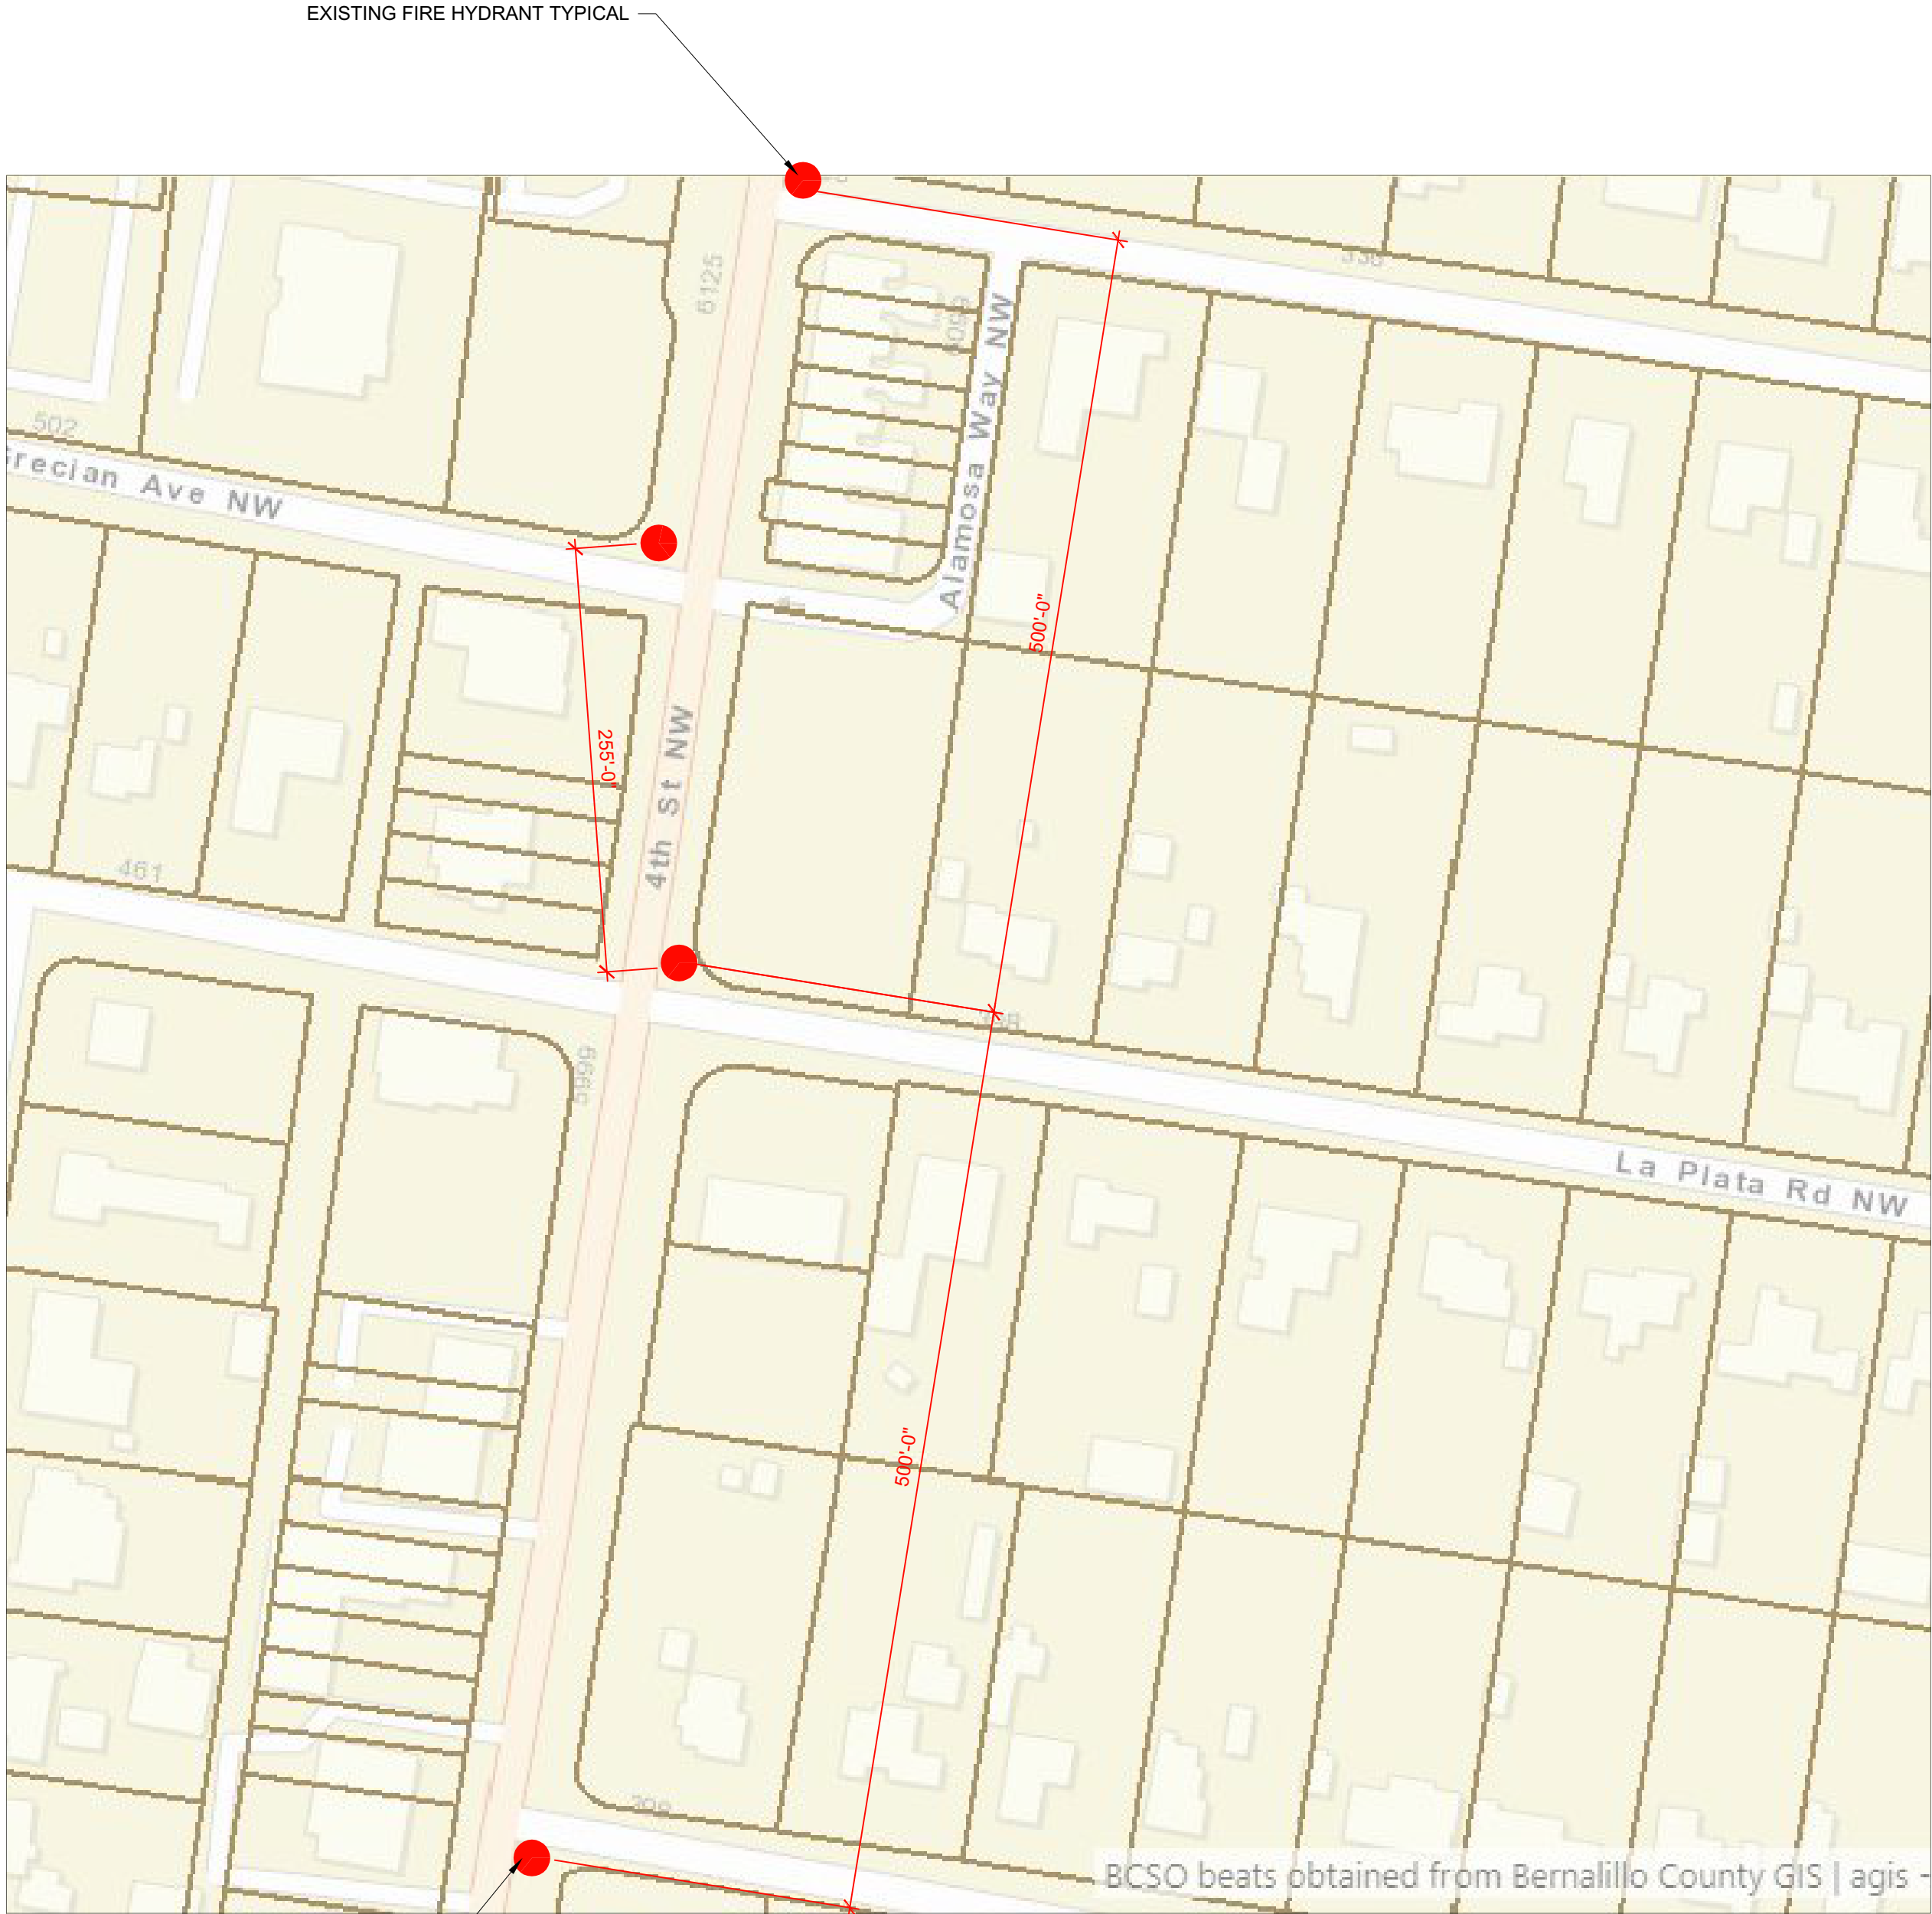 EXISTING FIRE HYDRANT TYPICAL
6125
6099
338
502
Grecian Ave NW
Alamosa Way NW
500'-0"
255'-0"
4th St NW
461
5999
La Plata Rd NW
500'-0"
BCSO beats obtained from Bernalillo County GIS | agis -